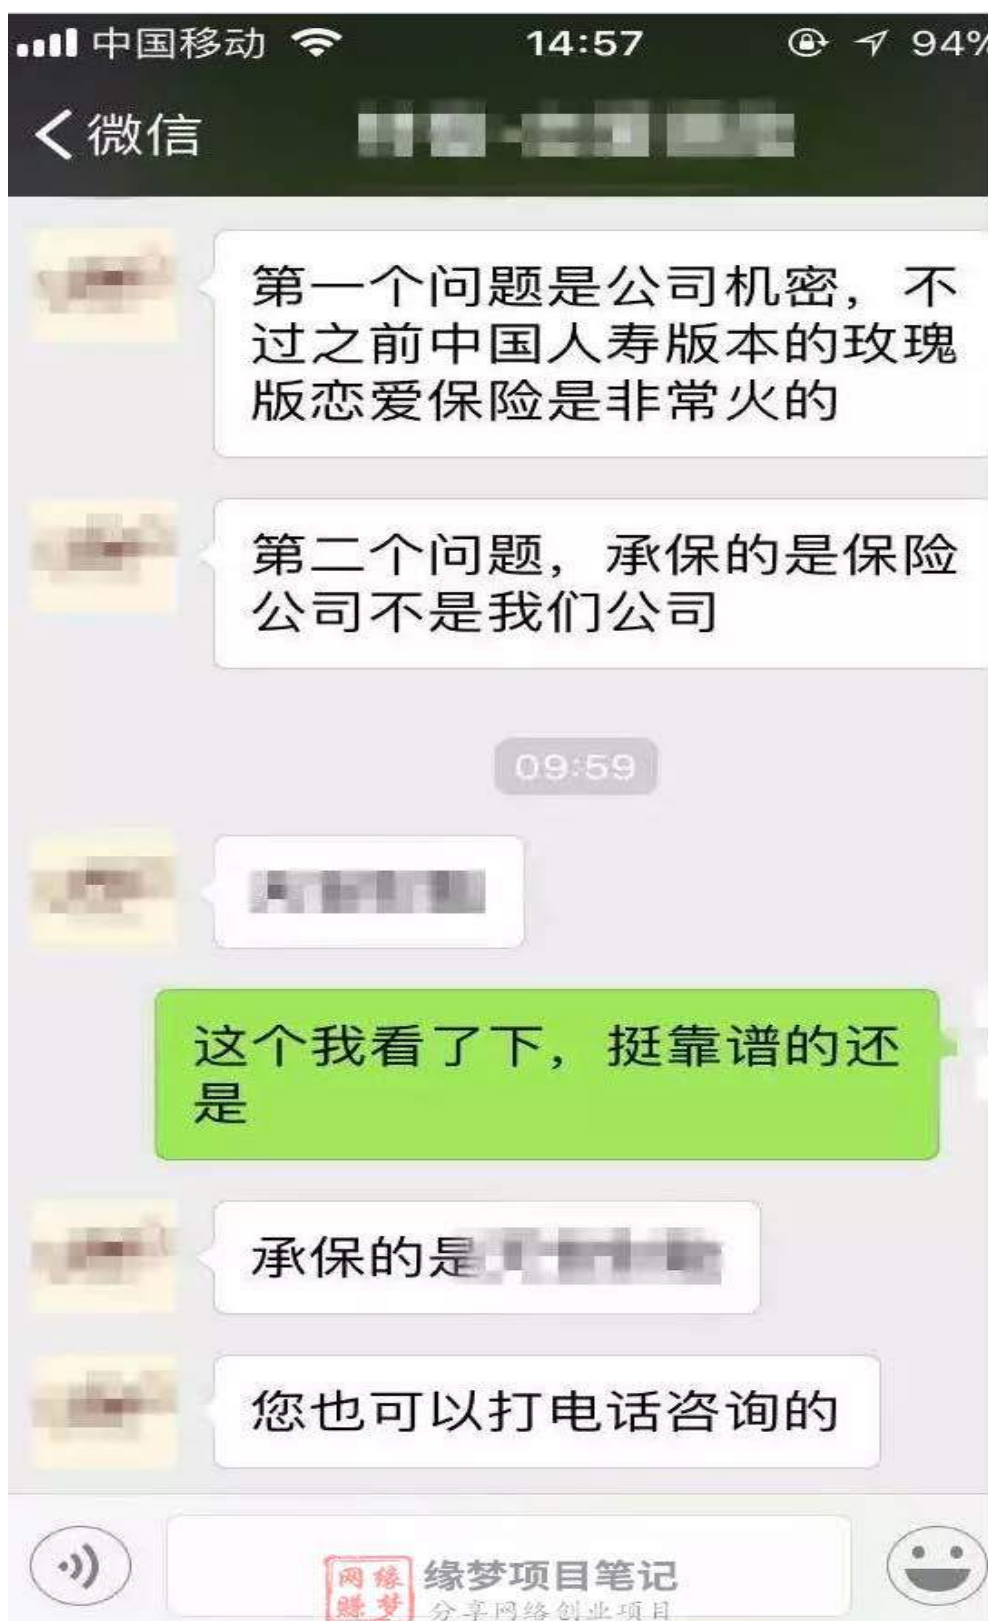 中国移动 14:57 94%
微信
第一个问题是公司机密，不
过之前中国人寿版本的玫瑰
版恋爱保险是非常火的
第二个问题，承保的是保险
公司不是我们公司
09:59
这个我看了下，挺靠谱的还
是
承保的是
您也可以打电话咨询的
网缘
赚梦
缘梦项目笔记
分享网络创业项目